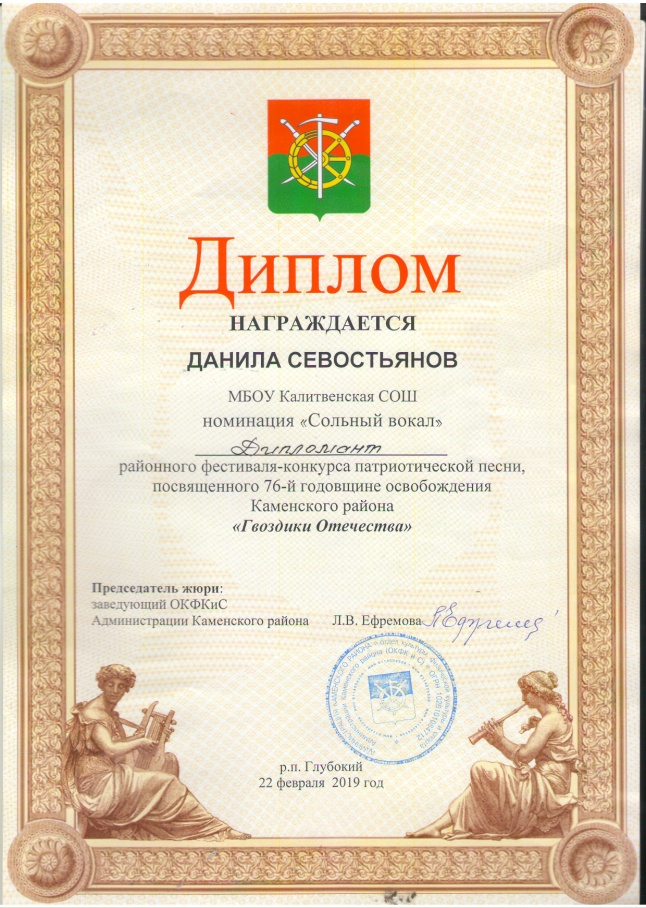 Диплом
НАГРАЖДАЕТСЯ
ДАНИЛА СЕВОСТЬЯНОВ
МБОУ Калитвенская СОШ
номинация «Сольный вокал»
Дипломант
районного фестиваля-конкурса патриотической песни,
посвященного 76-й годовщине освобождения
Каменского района
«Гвоздики Отечества»
Председатель жюри:
заведующий ОКФКиС
Администрации Каменского района Л.В. Ефремова
р.п. Глубокий
22 февраля 2019 год